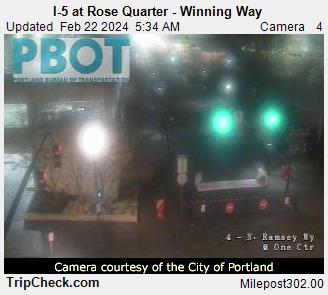 I-5 at Rose Quarter - Winning Way
Updated Feb 22 2024 5:34 AM Camera 4
PBOT
PORTLAND BUREAU OF TRANSPORTATION
4 - N. Ramsey Wy
@ One Ctr
Camera courtesy of the City of Portland
TripCheck.com Milepost302.00